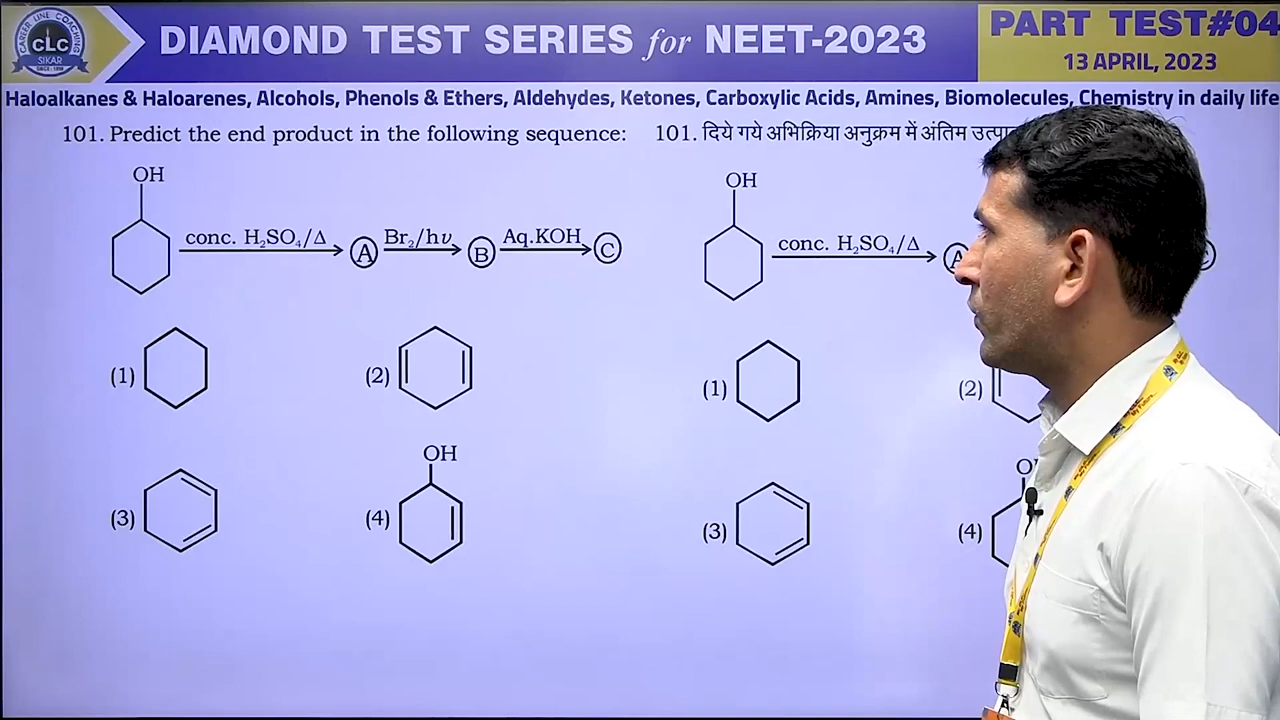 CAREER LINE COACHING
CLC
SIKAR
DIAMOND TEST SERIES for NEET-2023
PART TEST#04
13 APRIL, 2023
Haloalkanes & Haloarenes, Alcohols, Phenols & Ethers, Aldehydes, Ketones, Carboxylic Acids, Amines, Biomolecules, Chemistry in daily life
101. Predict the end product in the following sequence:
OH
conc. H₂SO₄/Δ A Br₂/hν B Aq.KOH C
(1)
(2)
OH
(3)
(4)
101. दिये गये अभिक्रिया अनुक्रम में अंतिम
OH
conc. H₂SO₄/Δ A
(1)
(2)
(3)
(4)